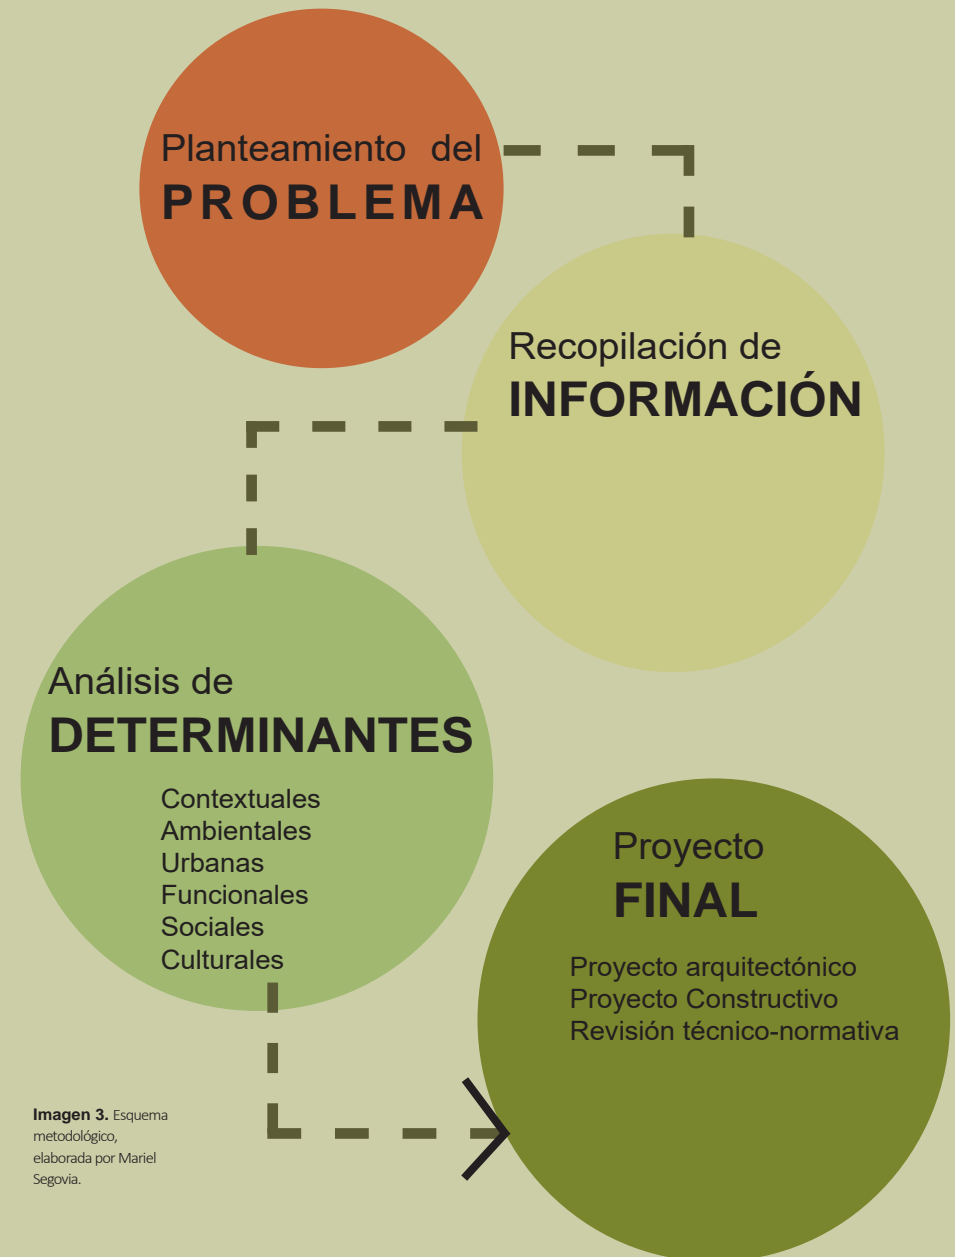 Planteamiento del
PROBLEMA
Recopilación de
INFORMACIÓN
Análisis de
DETERMINANTES
Contextuales
Ambientales
Urbanas
Funcionales
Sociales
Culturales
Proyecto
FINAL
Proyecto arquitectónico
Proyecto Constructivo
Revisión técnico-normativa
Imagen 3. Esquema
metodológico,
elaborada por Mariel
Segovia.